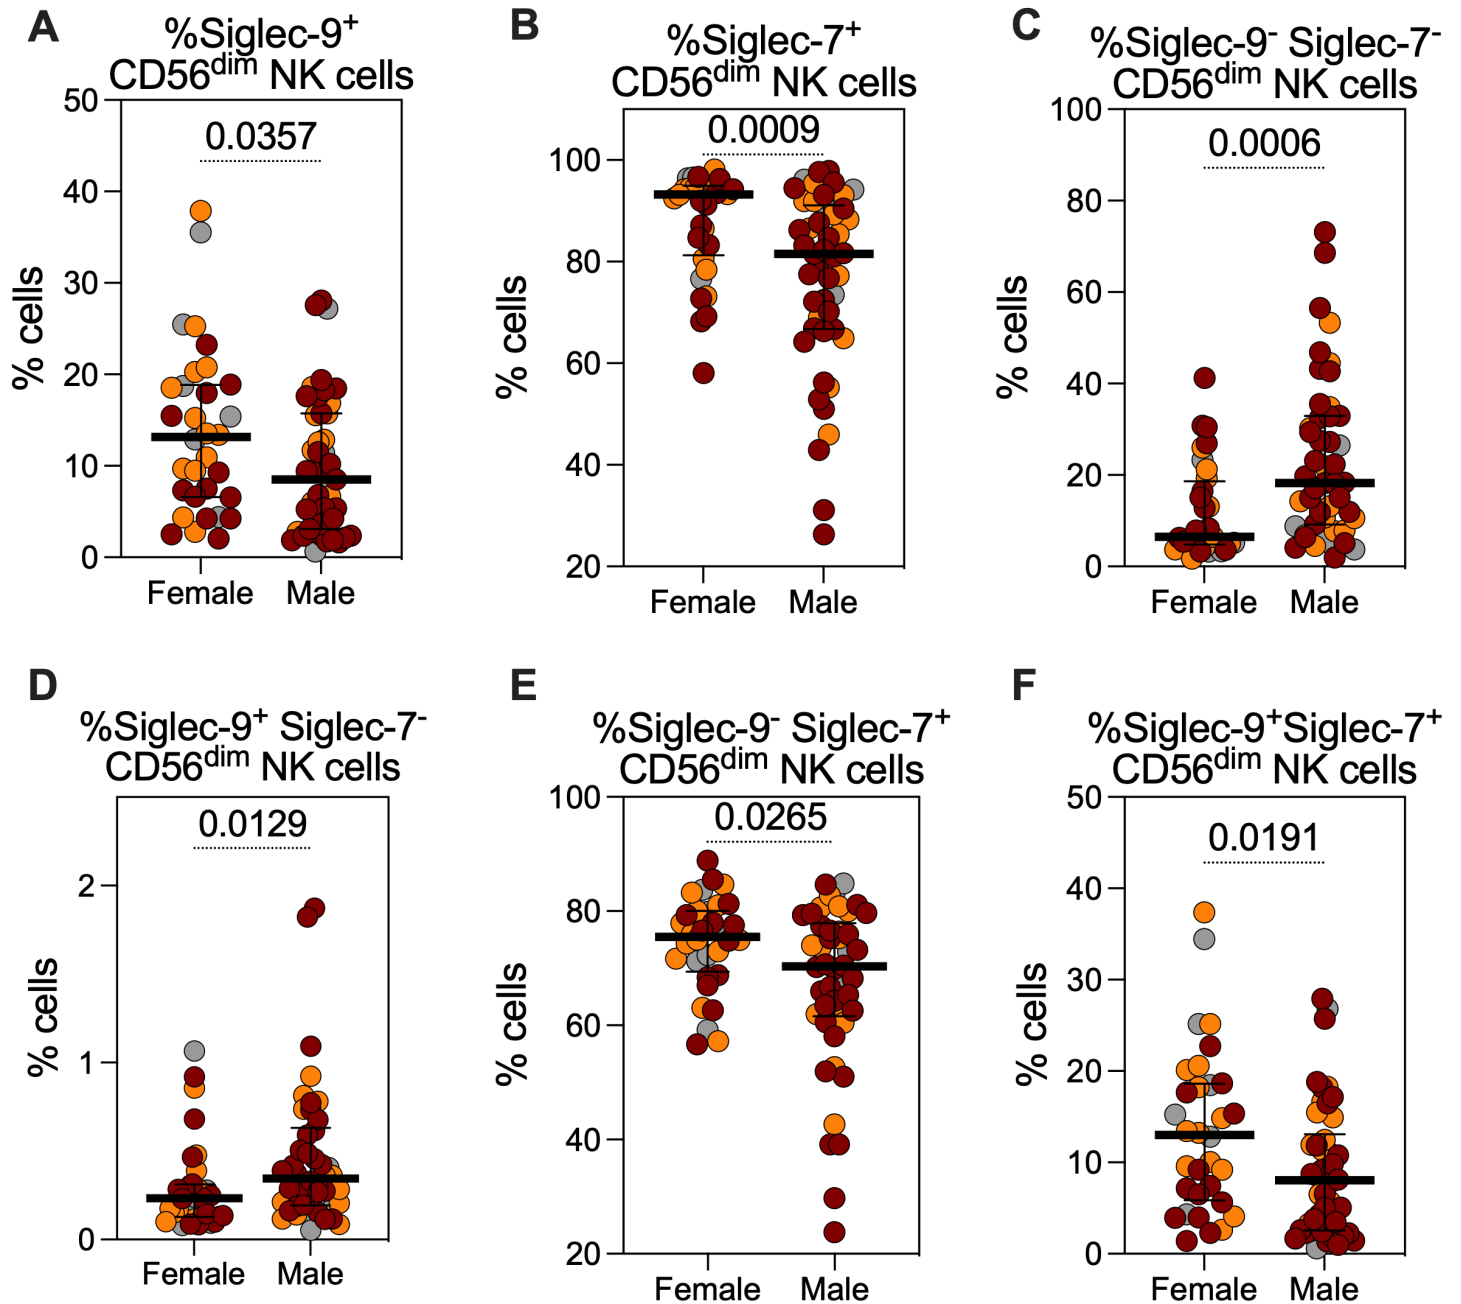 A
%Siglec-9⁺
CD56ᵈⁱᵐ NK cells
50
40
30
20
10
0
% cells
0.0357
Female
Male
B
%Siglec-7⁺
CD56ᵈⁱᵐ NK cells
100
80
60
40
20
% cells
0.0009
Female
Male
C
%Siglec-9⁻ Siglec-7⁻
CD56ᵈⁱᵐ NK cells
100
80
60
40
20
0
% cells
0.0006
Female
Male
D
%Siglec-9⁺ Siglec-7⁻
CD56ᵈⁱᵐ NK cells
2
1
0
% cells
0.0129
Female
Male
E
%Siglec-9⁻ Siglec-7⁺
CD56ᵈⁱᵐ NK cells
100
80
60
40
20
% cells
0.0265
Female
Male
F
%Siglec-9⁺Siglec-7⁺
CD56ᵈⁱᵐ NK cells
50
40
30
20
10
0
% cells
0.0191
Female
Male